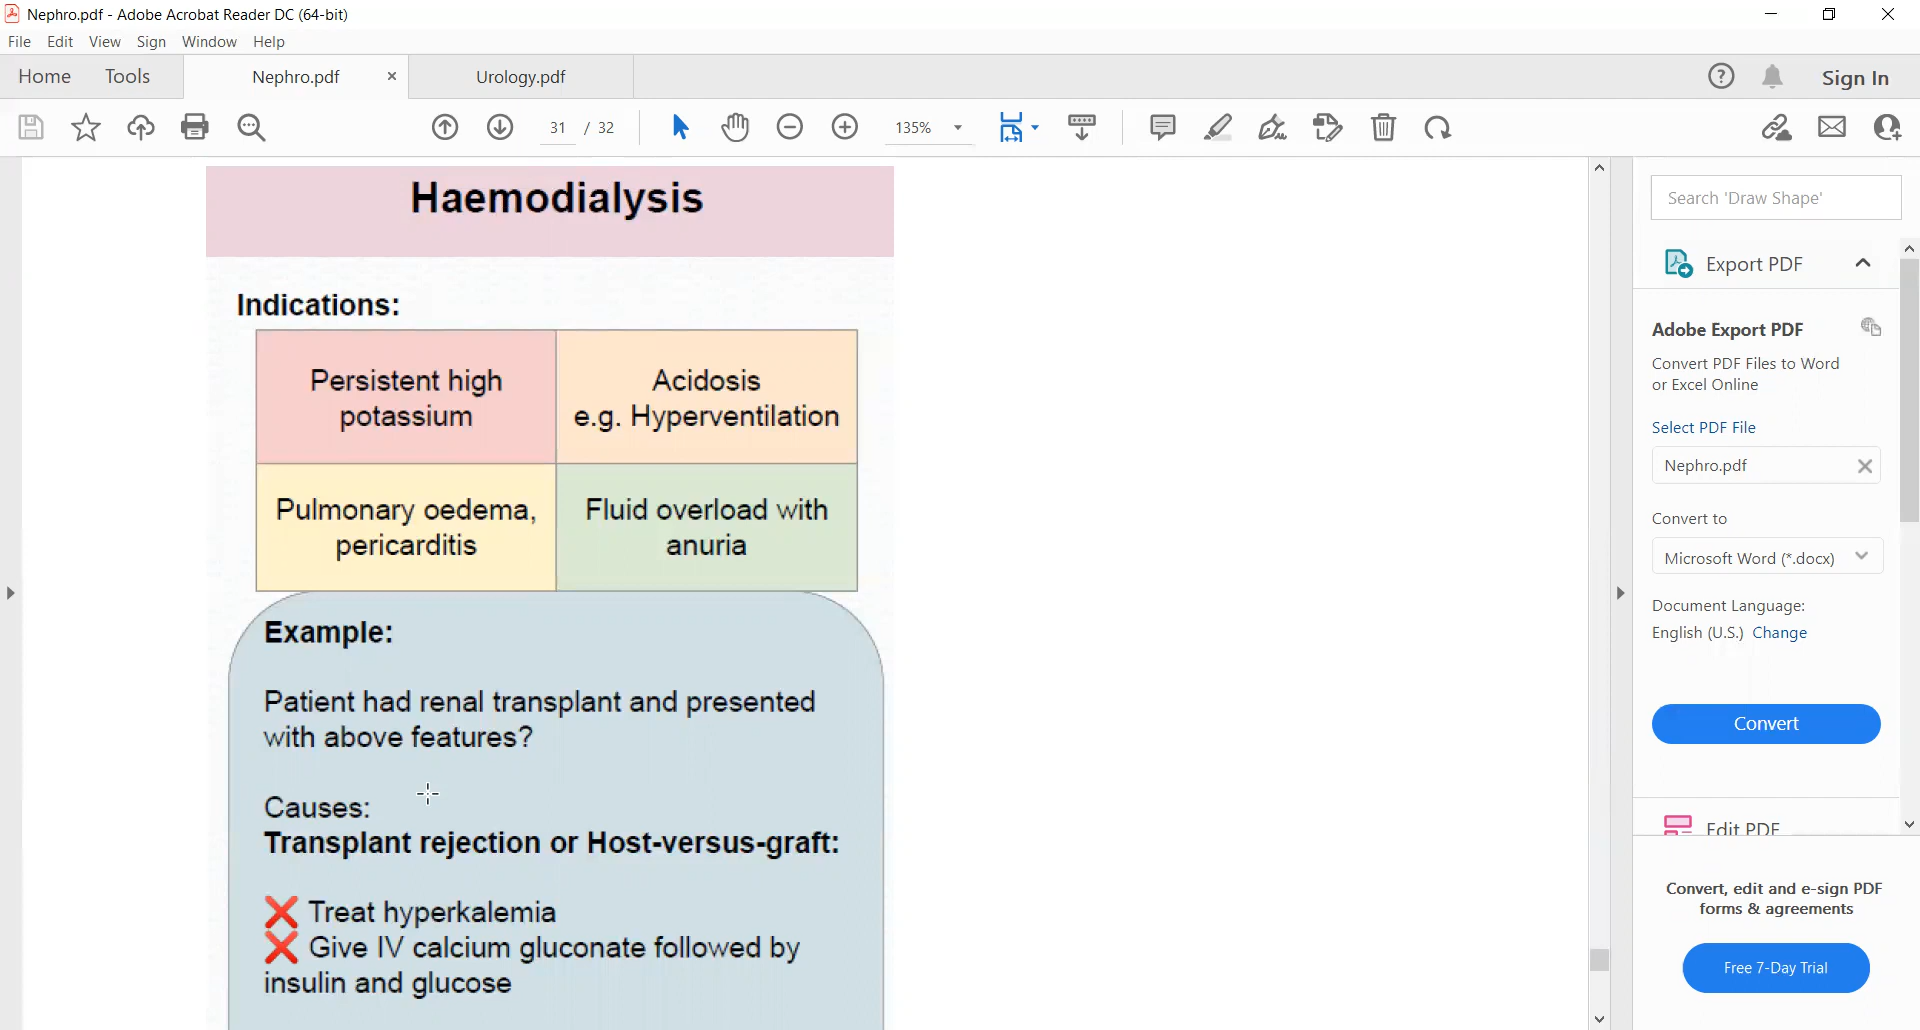 Nephro.pdf - Adobe Acrobat Reader DC (64-bit)
File Edit View Sign Window Help
Home Tools Nephro.pdf Urology.pdf Sign In
31 / 32 135%
Haemodialysis
Indications:
Persistent high
potassium
Acidosis
e.g. Hyperventilation
Pulmonary oedema,
pericarditis
Fluid overload with
anuria
Example:
Patient had renal transplant and presented
with above features?
Causes:
Transplant rejection or Host-versus-graft:
❌ Treat hyperkalemia
❌ Give IV calcium gluconate followed by
insulin and glucose
Search 'Draw Shape'
Export PDF
Adobe Export PDF
Convert PDF Files to Word
or Excel Online
Select PDF File
Nephro.pdf
Convert to
Microsoft Word (*.docx)
Document Language:
English (U.S.) Change
Convert
Edit PDF
Convert, edit and e-sign PDF
forms & agreements
Free 7-Day Trial